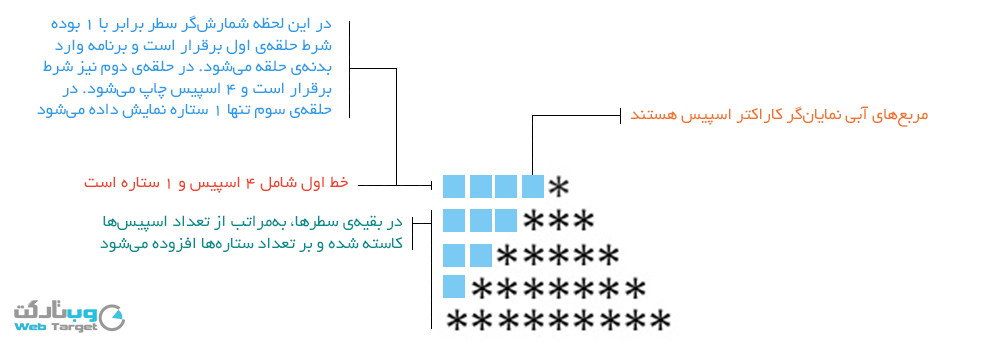 در این لحظه شمارش‌گر سطر برابر با ۱ بوده
شرط حلقه‌ی اول برقرار است و برنامه وارد
بدنه‌ی حلقه می‌شود. در حلقه‌ی دوم نیز شرط
برقرار است و ۴ اسپیس چاپ می‌شود. در
حلقه‌ی سوم تنها ۱ ستاره نمایش داده می‌شود
مربع‌های آبی نمایان‌گر کاراکتر اسپیس هستند
خط اول شامل ۴ اسپیس و ۱ ستاره است
*
در بقیه‌ی سطرها، به‌مراتب از تعداد اسپیس‌ها
کاسته شده و بر تعداد ستاره‌ها افزوده می‌شود
***
*****
*******
*********
وب‌تارگت
Web Target